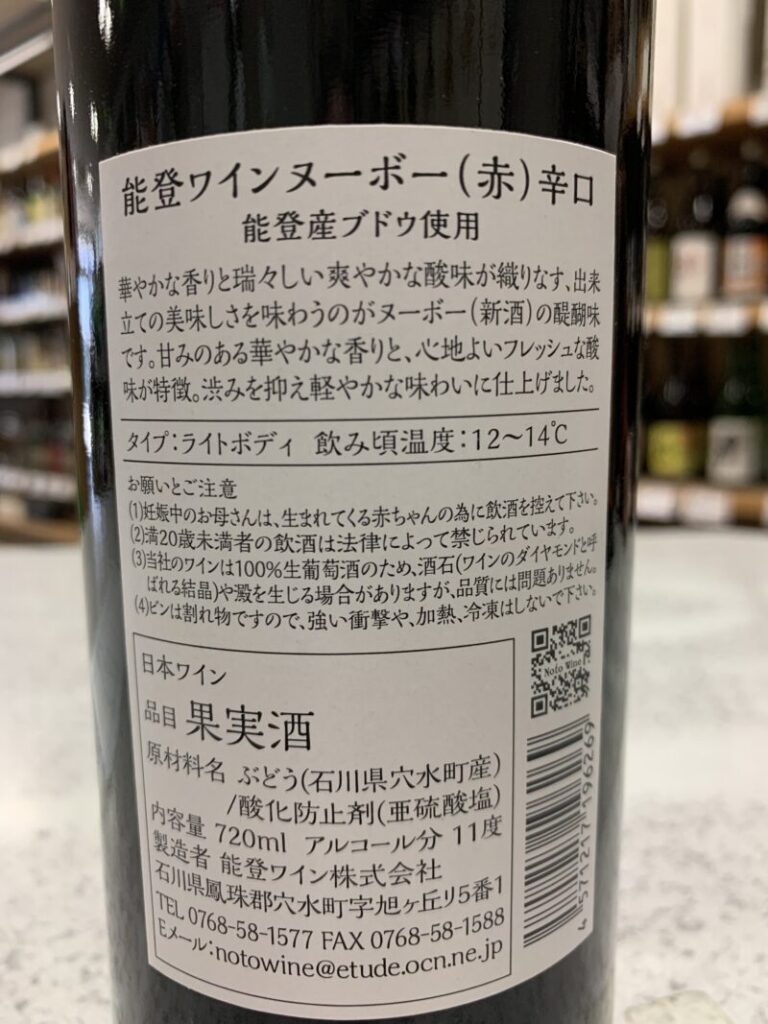 能登ワインヌーボー(赤)辛口
能登産ブドウ使用
華やかな香りと瑞々しい爽やかな酸味が織りなす、出来
立ての美味しさを味わうのがヌーボー(新酒)の醍醐味
です。甘みのある華やかな香りと、心地よいフレッシュな酸
味が特徴。渋みを抑え軽やかな味わいに仕上げました。
タイプ:ライトボディ 飲み頃温度:12〜14℃
お願いとご注意
(1)妊娠中のお母さんは、生まれてくる赤ちゃんの為に飲酒を控えて下さい。
(2)満20歳未満者の飲酒は法律によって禁じられています。
(3)当社のワインは100%生葡萄酒のため、酒石(ワインのダイヤモンドと呼
ばれる結晶)や澱を生じる場合がありますが、品質には問題ありません。
(4)ビンは割れ物ですので、強い衝撃や、加熱、冷凍はしないで下さい。
Noto Wine
日本ワイン
品目 果実酒
原材料名 ぶどう(石川県穴水町産)
/酸化防止剤(亜硫酸塩)
内容量 720ml アルコール分 11度
製造者 能登ワイン株式会社
石川県鳳珠郡穴水町字旭ヶ丘り5番1
TEL 0768-58-1577 FAX 0768-58-1588
Eメール:notowine@etude.ocn.ne.jp
4 571217 196269